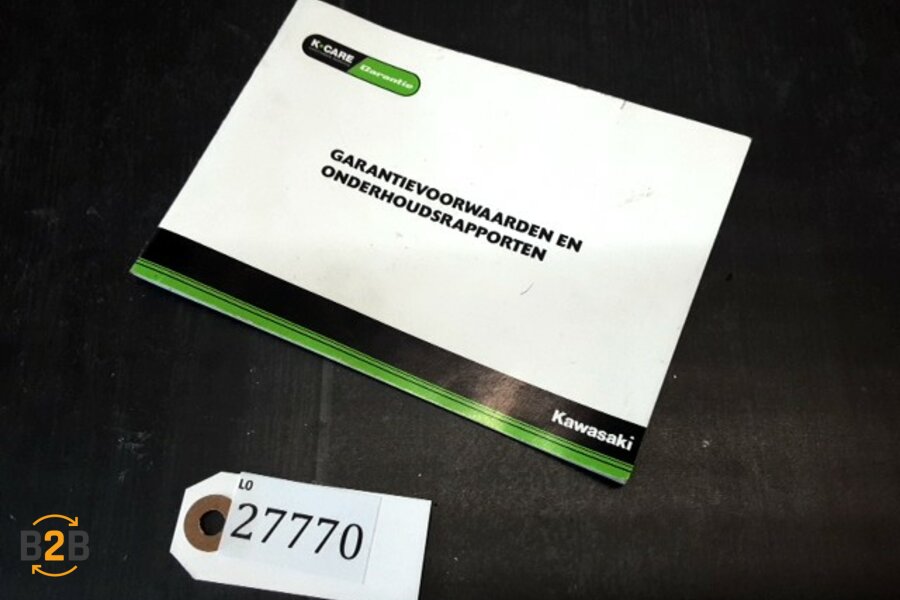 K-CARE
Garantie
GARANTIEVOORWAARDEN EN
ONDERHOUDSRAPPORTEN
Kawasaki
LO
27770
B2B